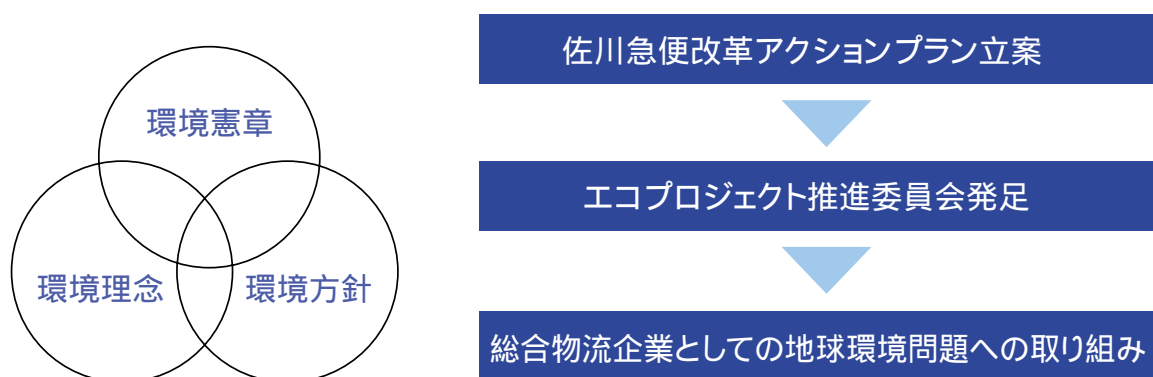 環境憲章
環境理念
環境方針
佐川急便改革アクションプラン立案
エコプロジェクト推進委員会発足
総合物流企業としての地球環境問題への取り組み